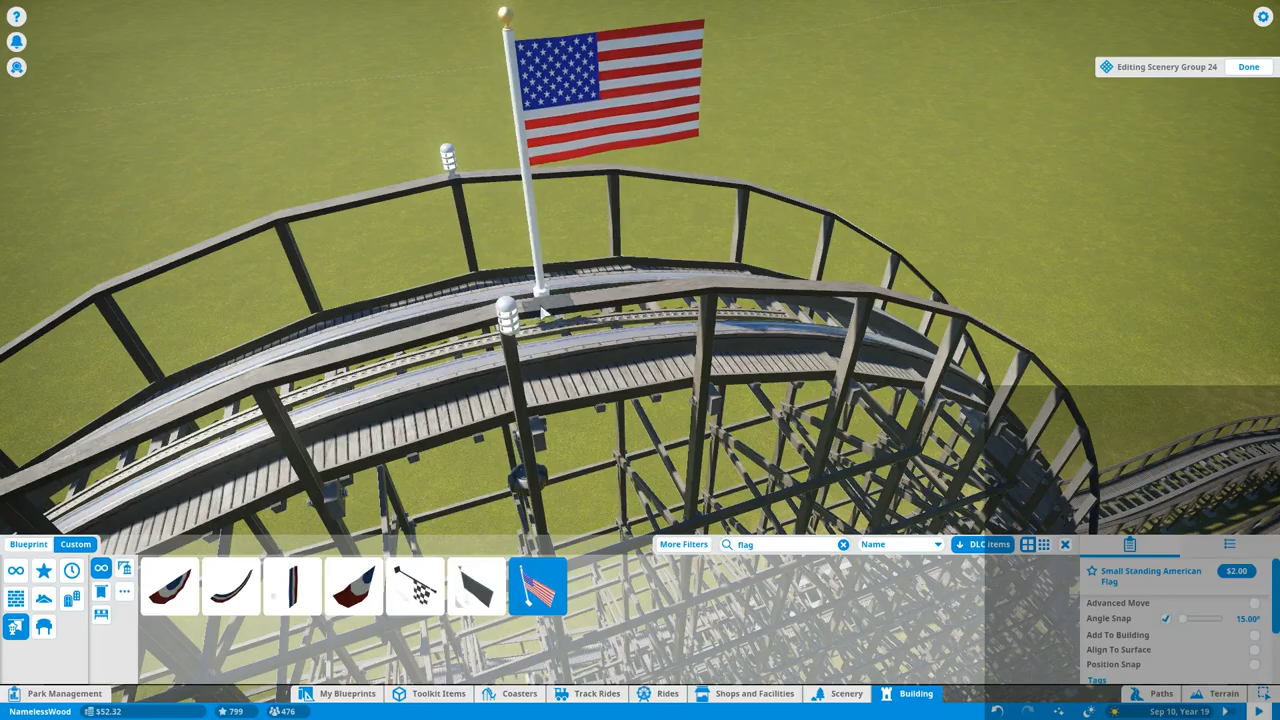 ?
Editing Scenery Group 24
Done
Blueprint
Custom
More Filters
flag
Name
DLC items
Small Standing American Flag
$2.00
Advanced Move
Angle Snap
15.00°
Add To Building
Align To Surface
Position Snap
Tags
Park Management
My Blueprints
Toolkit Items
Coasters
Track Rides
Rides
Shops and Facilities
Scenery
Building
Paths
Terrain
NamelessWood
$52.32
799
476
Sep 10, Year 19